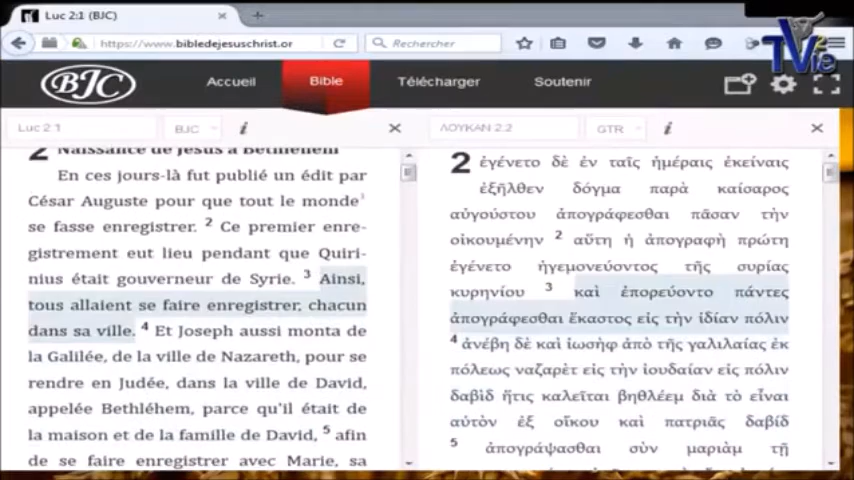 Luc 2:1 (BJC)
https://www.bibledejesuschrist.or
Rechercher
TV2
Vie
BJC
Accueil
Bible
Télécharger
Soutenir
Luc 2:1
BJC
ΛΟΥΚΑΝ 2.2
GTR
2 Naissance de Jésus à Bethléhem
En ces jours-là fut publié un édit par
César Auguste pour que tout le monde¹
se fasse enregistrer. 2 Ce premier enre-
gistrement eut lieu pendant que Quiri-
nius était gouverneur de Syrie. 3 Ainsi,
tous allaient se faire enregistrer, chacun
dans sa ville. 4 Et Joseph aussi monta de
la Galilée, de la ville de Nazareth, pour se
rendre en Judée, dans la ville de David,
appelée Bethléhem, parce qu'il était de
la maison et de la famille de David, 5 afin
de se faire enregistrer avec Marie, sa
2 ἐγένετο δὲ ἐν ταῖς ἡμέραις ἐκείναις
ἐξῆλθεν δόγμα παρὰ καίσαρος
αὐγούστου ἀπογράφεσθαι πᾶσαν τὴν
οἰκουμένην 2 αὕτη ἡ ἀπογραφὴ πρώτη
ἐγένετο ἡγεμονεύοντος τῆς συρίας
κυρηνίου 3 καὶ ἐπορεύοντο πάντες
ἀπογράφεσθαι ἕκαστος εἰς τὴν ἰδίαν πόλιν
4 ἀνέβη δὲ καὶ ἰωσὴφ ἀπὸ τῆς γαλιλαίας ἐκ
πόλεως ναζαρὲτ εἰς τὴν ἰουδαίαν εἰς πόλιν
δαβὶδ ἥτις καλεῖται βηθλέεμ διὰ τὸ εἶναι
αὐτὸν ἐξ οἴκου καὶ πατριᾶς δαβίδ
5 ἀπογράψασθαι σὺν μαριὰμ τῇ